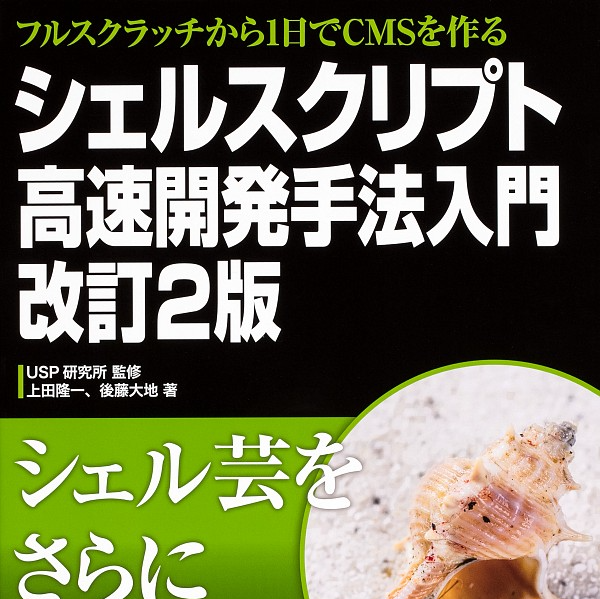 フルスクラッチから1日でCMSを作る
シェルスクリプト
高速開発手法入門
改訂2版
USP 研究所 監修
上田隆一、後藤大地 著
シェル芸を
さらに